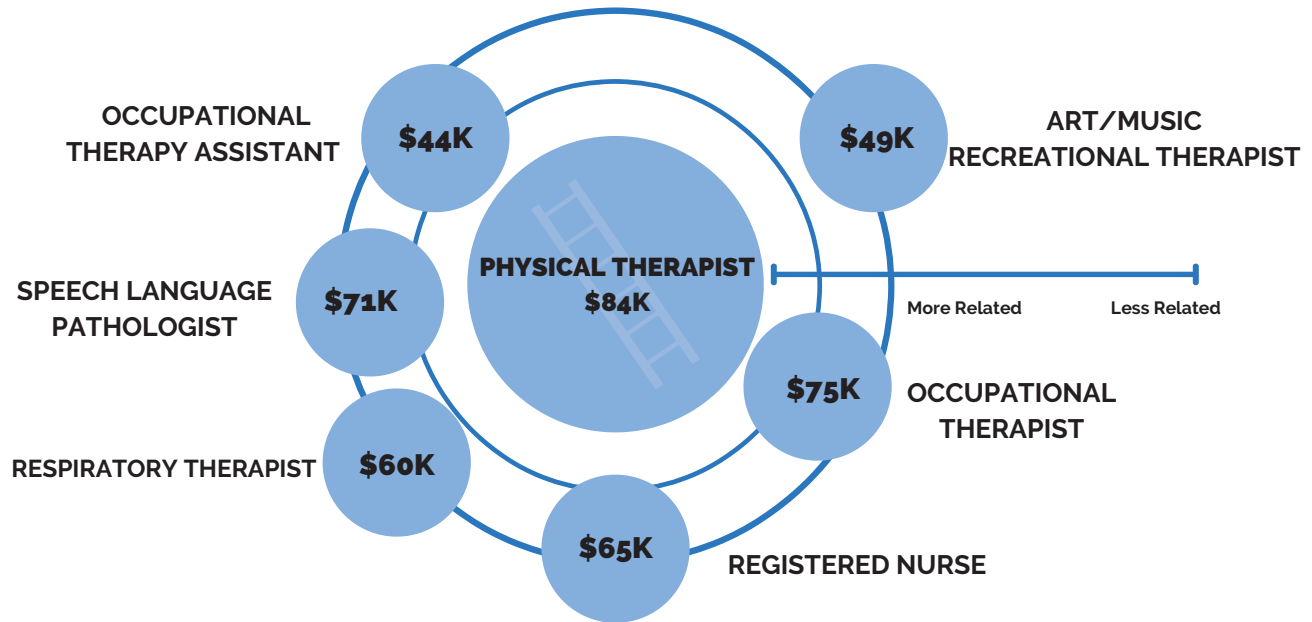 OCCUPATIONAL
THERAPY ASSISTANT
$44K
$49K
ART/MUSIC
RECREATIONAL THERAPIST
SPEECH LANGUAGE
PATHOLOGIST
$71K
PHYSICAL THERAPIST
$84K
More Related
Less Related
$75K
OCCUPATIONAL
THERAPIST
RESPIRATORY THERAPIST
$60K
$65K
REGISTERED NURSE